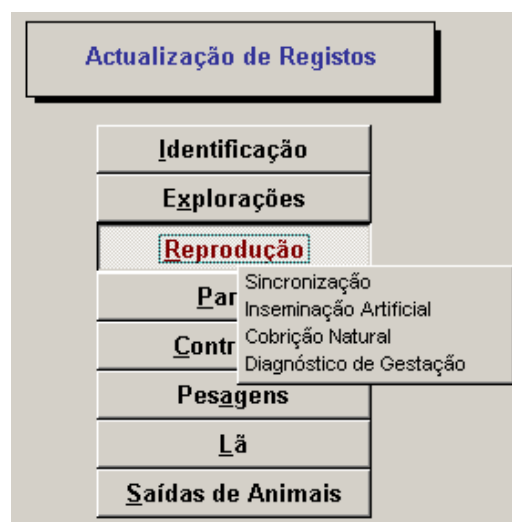 Actualização de Registos
Identificação
Explorações
Reprodução
Sincronização
Inseminação Artificial
Cobrição Natural
Diagnóstico de Gestação
Pesagens
Lã
Saídas de Animais